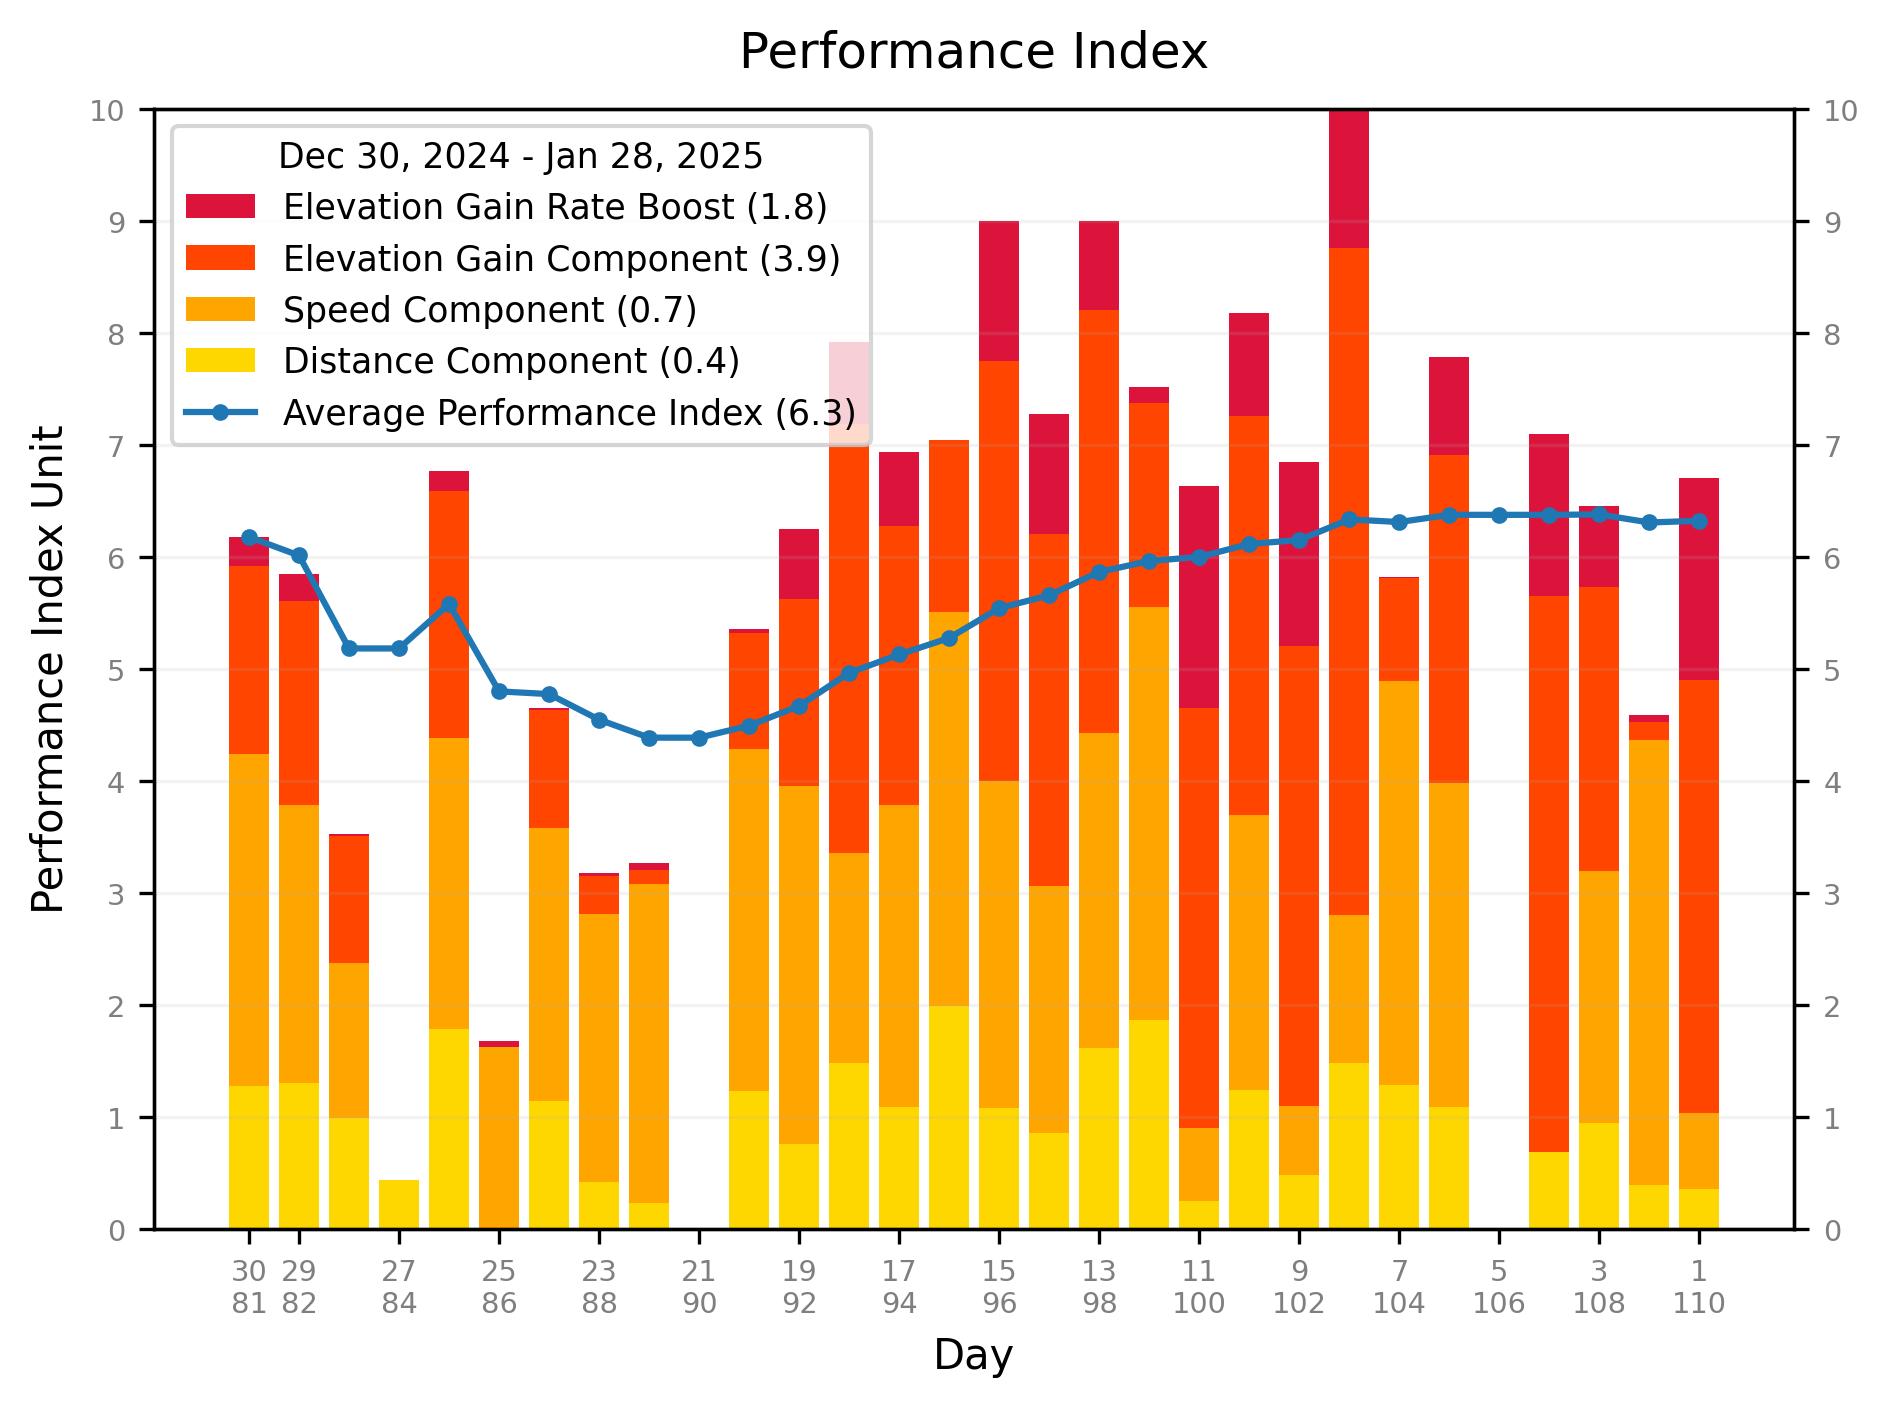 Performance Index
Dec 30, 2024 - Jan 28, 2025
Elevation Gain Rate Boost (1.8)
Elevation Gain Component (3.9)
Speed Component (0.7)
Distance Component (0.4)
Average Performance Index (6.3)
Performance Index Unit
10 10
9 9
8 8
7 7
6 6
5 5
4 4
3 3
2 2
1 1
0 0
30 29 27 25 23 21 19 17 15 13 11 9 7 5 3 1
81 82 84 86 88 90 92 94 96 98 100 102 104 106 108 110
Day